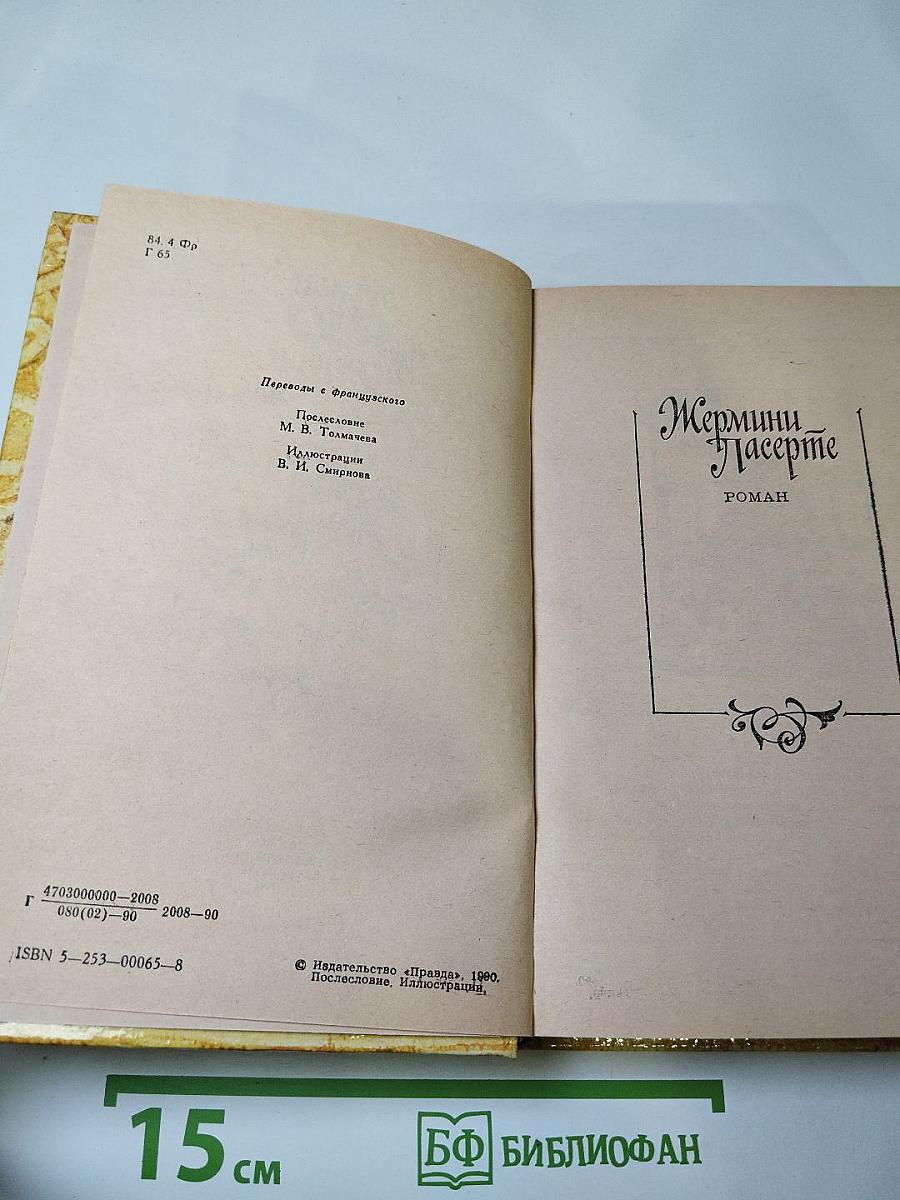 84. 4 Фр
Г 65
Переводы с французского
Послесловие
М. В. Толмачева
Иллюстрации
В. И. Смирнова
Г 4703000000—2008
080(02)—90 2008—90
ISBN 5—253—00065—8
© Издательство «Правда», 1990.
Послесловие. Иллюстрации.
Жермини
Ласерте
РОМАН
15 см
БФ БИБЛИОФАН